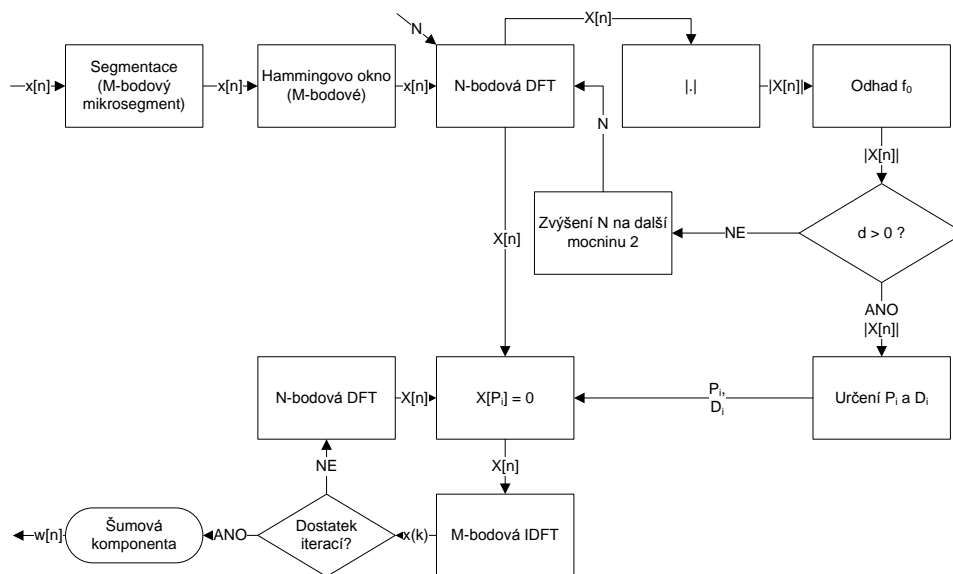 X[n]
N
x[n]
Segmentace
(M-bodový
mikrosegment)
x[n]
Hammingovo okno
(M-bodové)
x[n]
N-bodová DFT
|.|
|X[n]|
Odhad f₀
N
|X[n]|
Zvýšení N na další
mocninu 2
NE
d > 0 ?
X[n]
ANO
|X[n]|
N-bodová DFT
X[n]
X[Pᵢ] = 0
Pᵢ,
Dᵢ
Určení Pᵢ a Dᵢ
NE
X[n]
w[n]
Šumová
komponenta
ANO
Dostatek
iterací?
x(k)
M-bodová IDFT